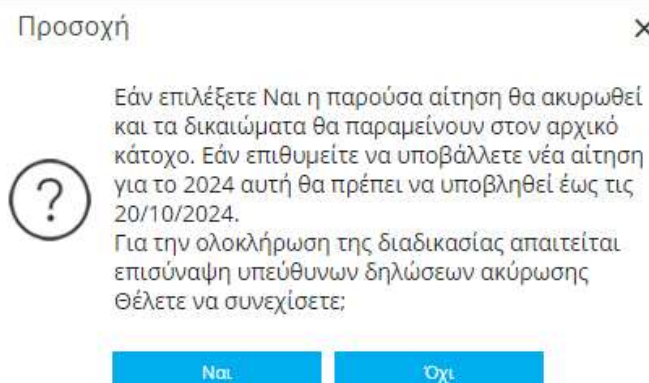 Προσοχή
Εάν επιλέξετε Ναι η παρούσα αίτηση θα ακυρωθεί
και τα δικαιώματα θα παραμείνουν στον αρχικό
κάτοχο. Εάν επιθυμείτε να υποβάλλετε νέα αίτηση
για το 2024 αυτή θα πρέπει να υποβληθεί έως τις
20/10/2024.
Για την ολοκλήρωση της διαδικασίας απαιτείται
επισύναψη υπεύθυνων δηλώσεων ακύρωσης
Θέλετε να συνεχίσετε;
Ναι Όχι